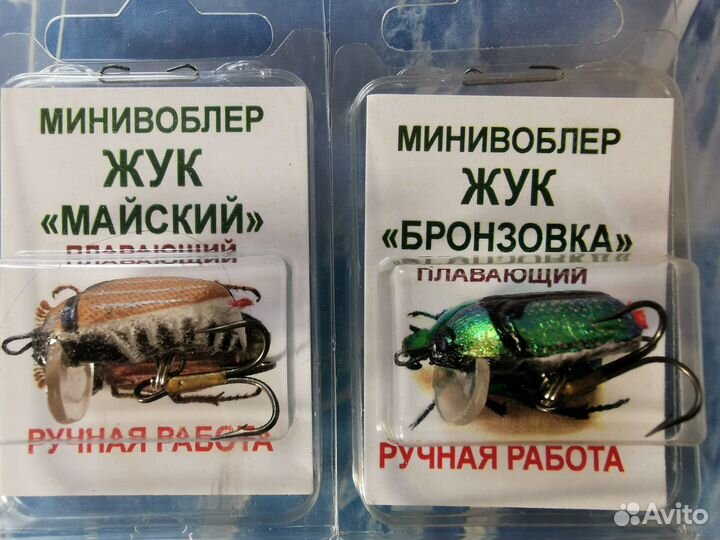 МИНИВОБЛЕР
ЖУК
«МАЙСКИЙ»
ПЛАВАЮЩИЙ
РУЧНАЯ РАБОТА
МИНИВОБЛЕР
ЖУК
«БРОНЗОВКА»
ПЛАВАЮЩИЙ
РУЧНАЯ РАБОТА
Avito